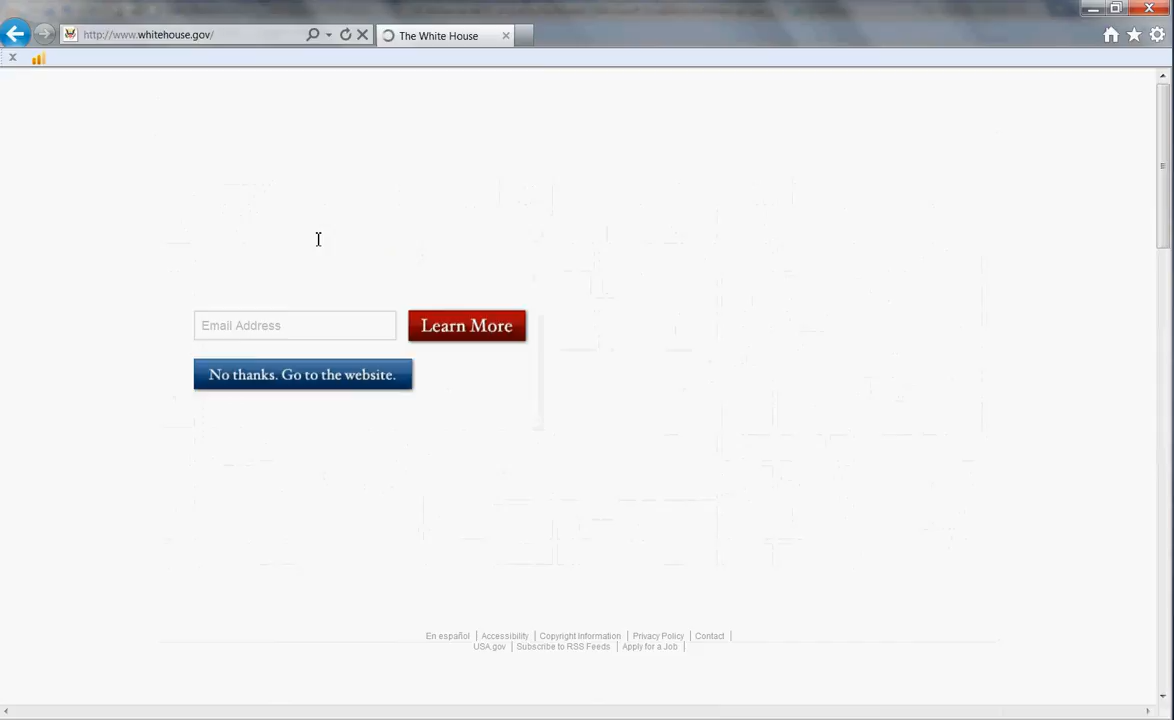 http://www.whitehouse.gov/
The White House
Email Address
Learn More
No thanks. Go to the website.
En español | Accessibility | Copyright Information | Privacy Policy | Contact |
USA.gov | Subscribe to RSS Feeds | Apply for a Job |